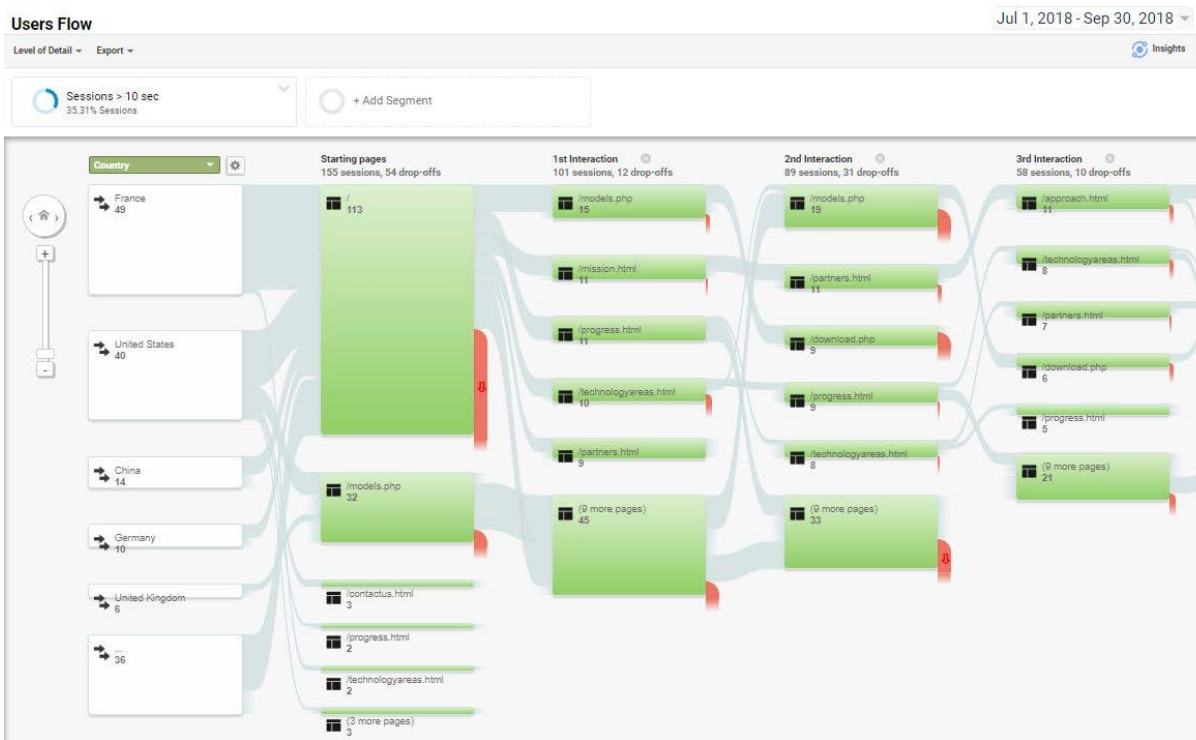 Users Flow
Jul 1, 2018 - Sep 30, 2018
Level of Detail
Export
Insights
Sessions > 10 sec
35.31% Sessions
+ Add Segment
Country
France
49
United States
40
China
14
Germany
10
United Kingdom
6
...
36
Starting pages
155 sessions, 54 drop-offs
/
113
/models.php
32
/contactus.html
3
/progress.html
2
/technologyareas.html
2
(3 more pages)
3
1st Interaction
101 sessions, 12 drop-offs
/models.php
15
/mission.html
11
/progress.html
11
/technologyareas.html
10
/partners.html
9
(9 more pages)
45
2nd Interaction
89 sessions, 31 drop-offs
/models.php
19
/partners.html
11
/download.php
9
/progress.html
9
/technologyareas.html
8
(9 more pages)
33
3rd Interaction
58 sessions, 10 drop-offs
/approach.html
11
/technologyareas.html
8
/partners.html
7
/download.php
6
/progress.html
5
(9 more pages)
21